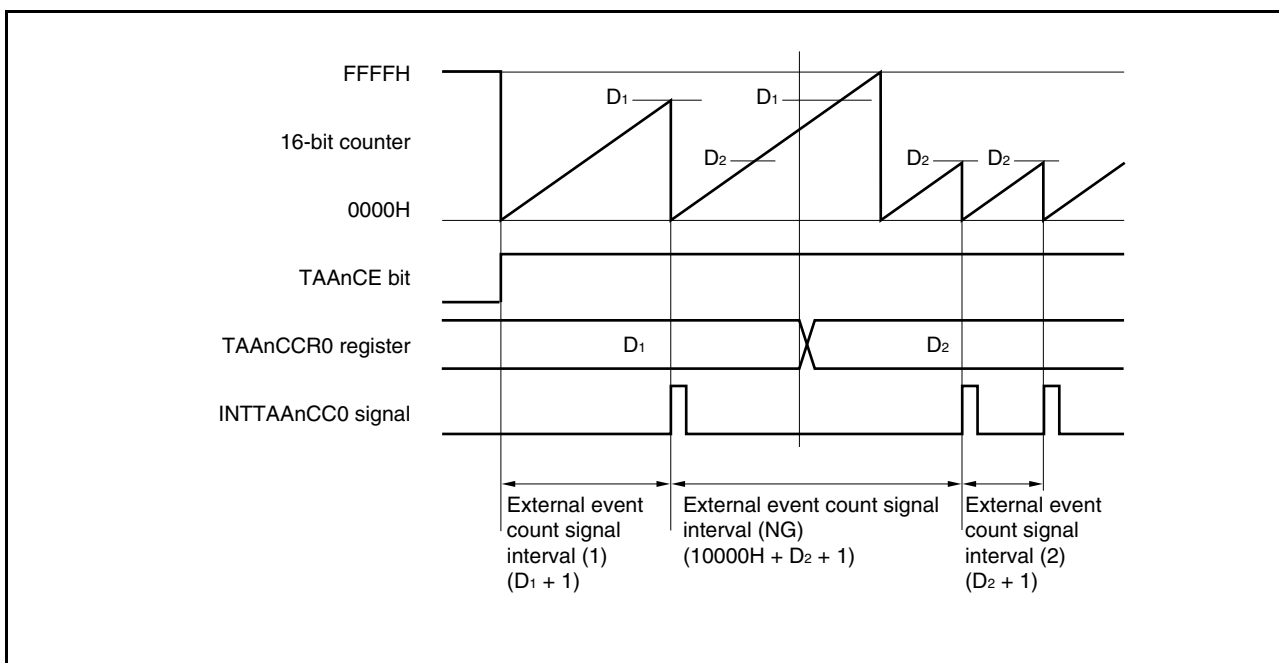 FFFFH
D1
D1
16-bit counter
D2
D2
D2
0000H
TAAnCE bit
TAAnCCR0 register
D1
D2
INTTAAnCC0 signal
External event
count signal
interval (1)
(D1 + 1)
External event count signal
interval (NG)
(10000H + D2 + 1)
External event
count signal
interval (2)
(D2 + 1)